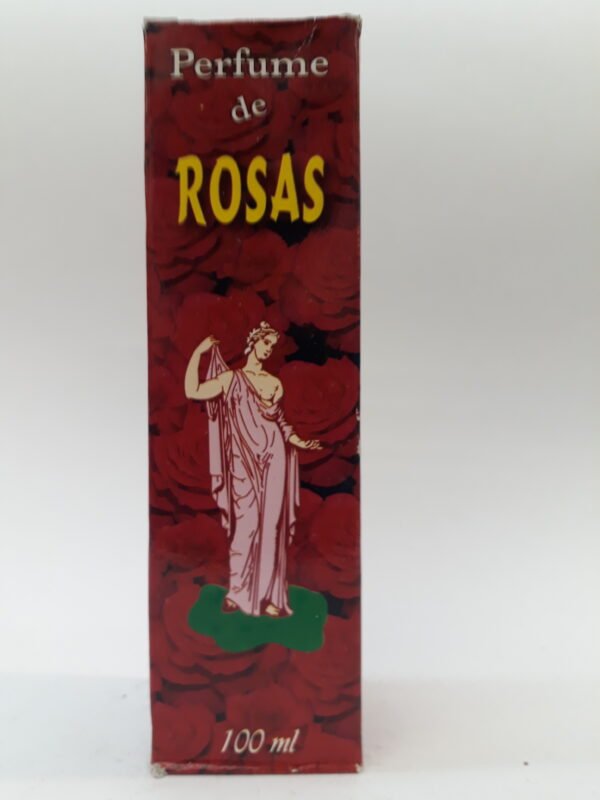 Perfume
de
ROSAS
100 ml